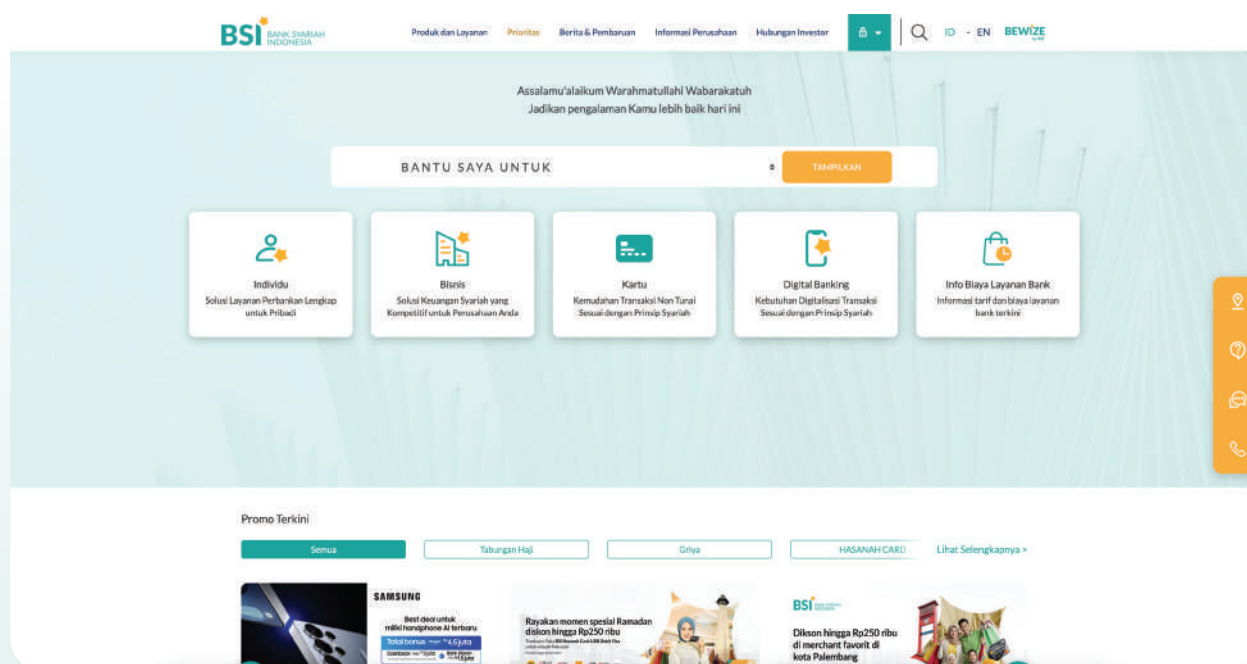 BSI BANK SYARIAH
INDONESIA
Produk dan Layanan Prioritas Berita & Pembaruan Informasi Perusahaan Hubungan Investor ID - EN BEWIZE
Assalamu'alaikum Warahmatullahi Wabarakatuh
Jadikan pengalaman Kamu lebih baik hari ini
BANTU SAYA UNTUK TAMPILKAN
Individu
Solusi Layanan Perbankan Lengkap
untuk Pribadi
Bisnis
Solusi Keuangan Syariah yang
Kompetitif untuk Perusahaan Anda
Kartu
Kemudahan Transaksi Non Tunai
Sesuai dengan Prinsip Syariah
Digital Banking
Kebutuhan Digitalisasi Transaksi
Sesuai dengan Prinsip Syariah
Info Biaya Layanan Bank
Informasi tarif dan biaya layanan
bank terkini
Promo Terkini
Semua Tabungan Haji Griya HASANAH CARD Lihat Selengkapnya >
SAMSUNG
Best deal untuk
miliki handphone AI terbaru
Total bonus 4,5 juta
Rayakan momen spesial Ramadan
diskon hingga Rp250 ribu
BSI
Dikson hingga Rp250 ribu
di merchant favorit di
kota Palembang